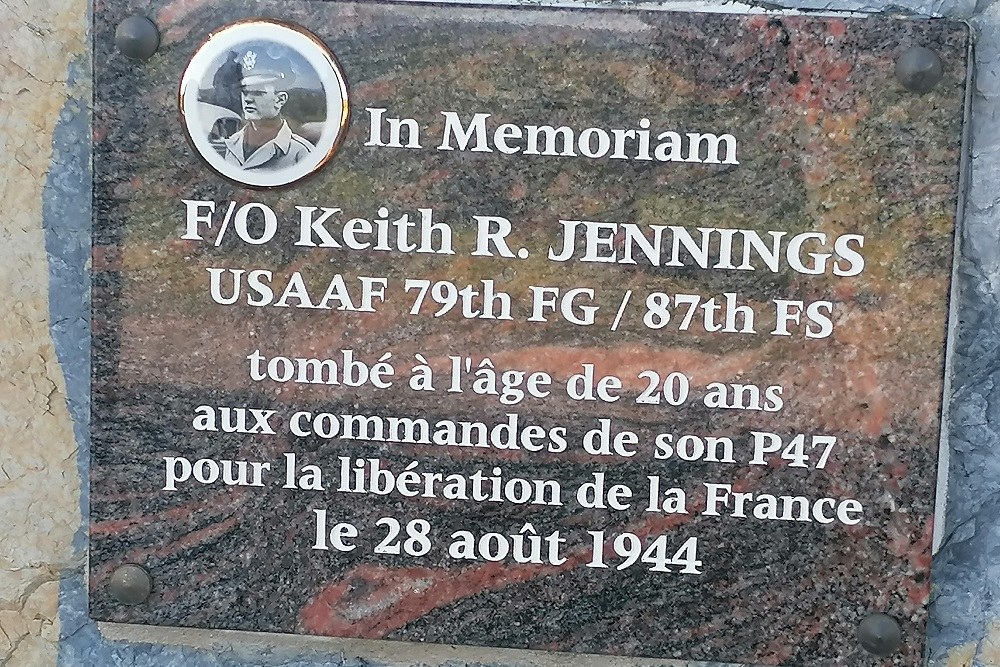 In Memoriam
F/O Keith R. JENNINGS
USAAF 79th FG / 87th FS
tombé à l'âge de 20 ans
aux commandes de son P47
pour la libération de la France
le 28 août 1944